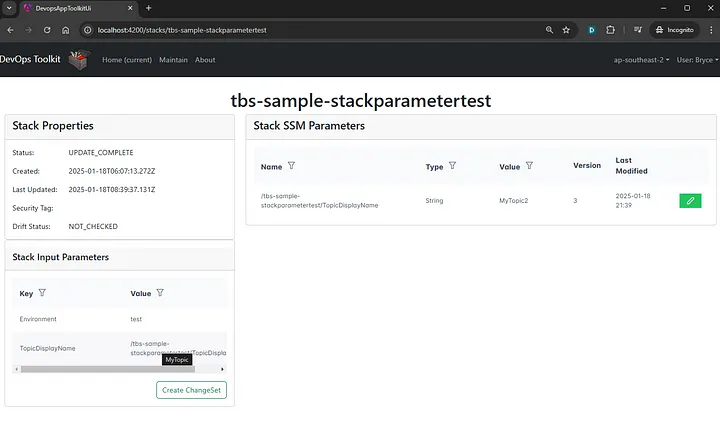 DevopsAppToolkitUi
localhost:4200/stacks/tbs-sample-stackparametertest
Incognito
DevOps Toolkit
Home (current) Maintain About
ap-southeast-2 User: Bryce
tbs-sample-stackparametertest
Stack Properties
Status: UPDATE_COMPLETE
Created: 2025-01-18T06:07:13.272Z
Last Updated: 2025-01-18T08:39:37.131Z
Security Tag:
Drift Status: NOT_CHECKED
Stack Input Parameters
Key Value
Environment test
TopicDisplayName /tbs-sample-
MyTopic
Create ChangeSet
Stack SSM Parameters
Name Type Value Version Last
Modified
/tbs-sample-
stackparametertest/TopicDisplayName String MyTopic2 3 2025-01-18
21:39